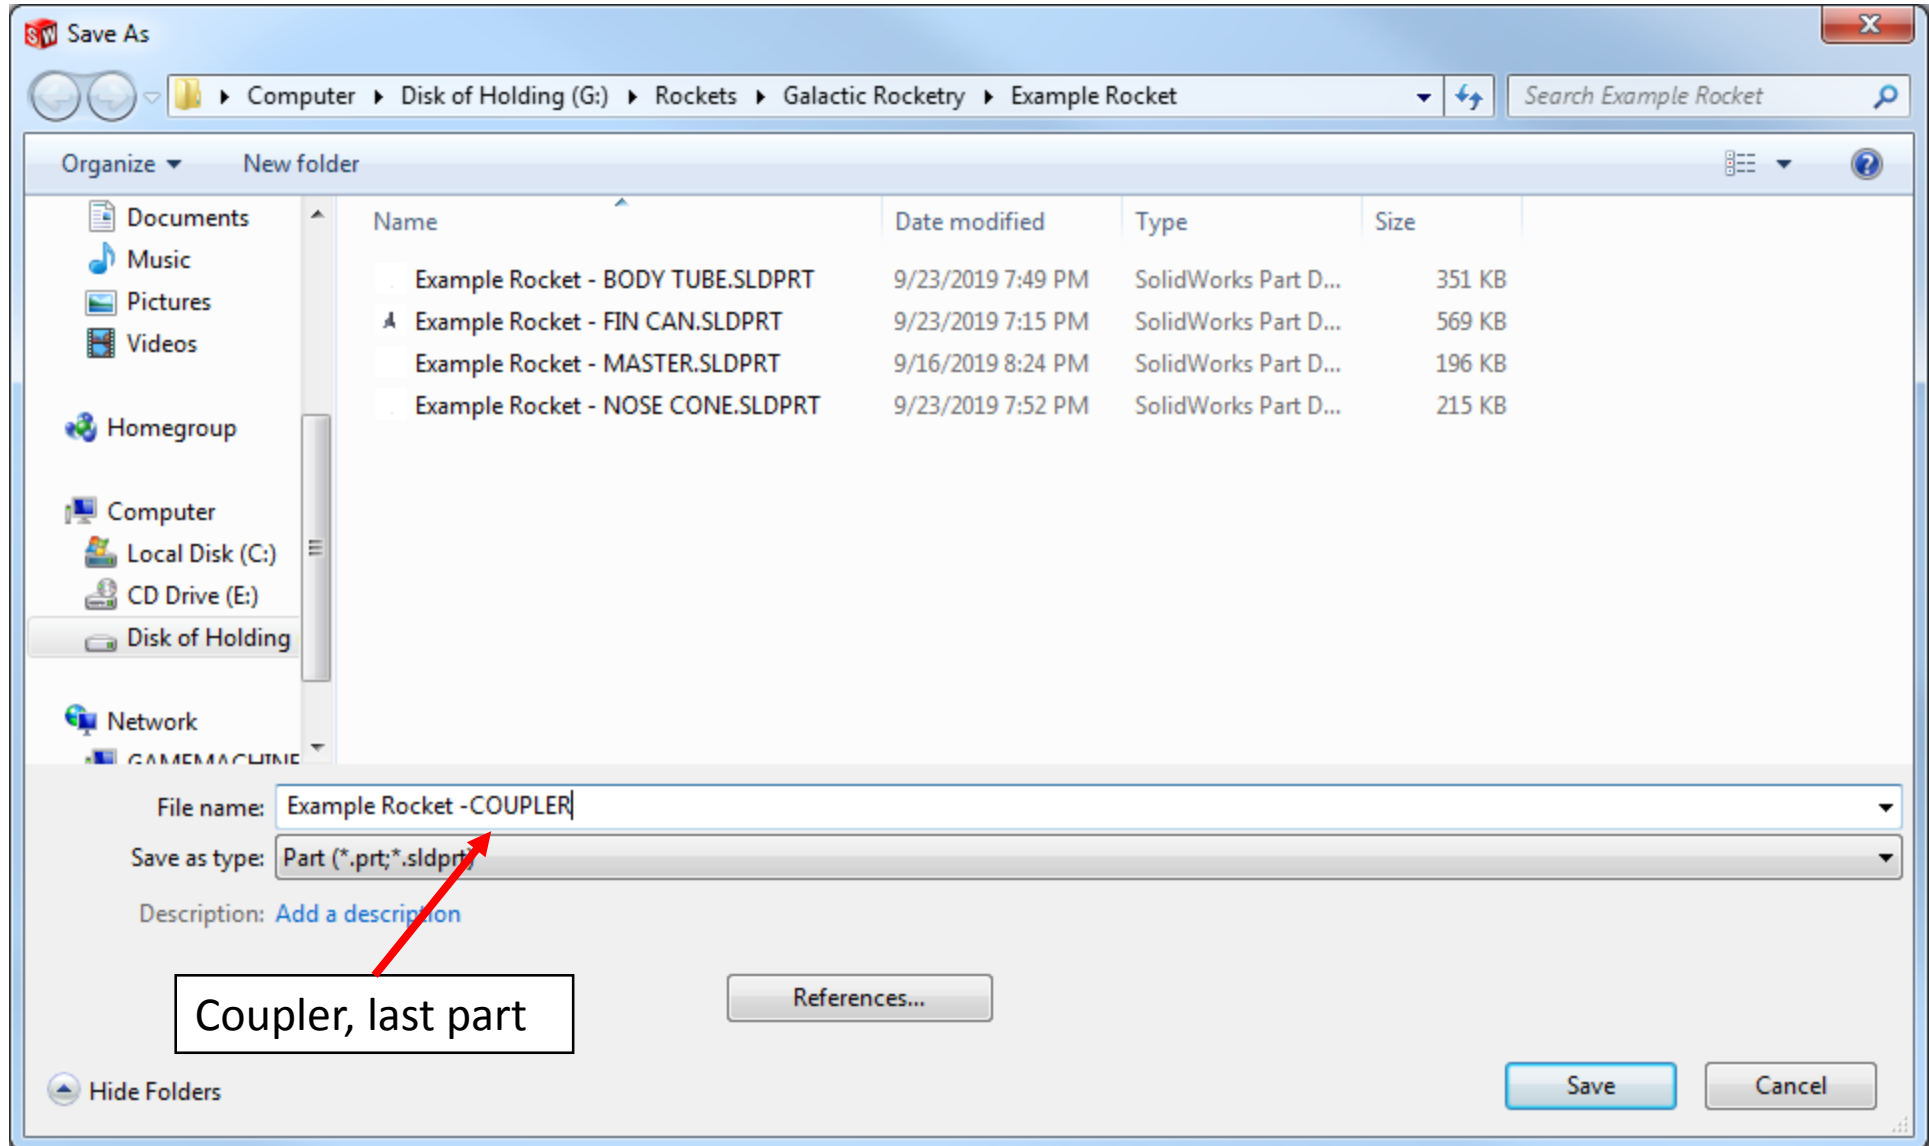 Save As
Computer Disk of Holding (G:) Rockets Galactic Rocketry Example Rocket Search Example Rocket
Organize New folder
Documents
Music
Pictures
Videos
Homegroup
Computer
Local Disk (C:)
CD Drive (E:)
Disk of Holding
Network
GAMEMACHINE
Name Date modified Type Size
Example Rocket - BODY TUBE.SLDPRT 9/23/2019 7:49 PM SolidWorks Part D... 351 KB
Example Rocket - FIN CAN.SLDPRT 9/23/2019 7:15 PM SolidWorks Part D... 569 KB
Example Rocket - MASTER.SLDPRT 9/16/2019 8:24 PM SolidWorks Part D... 196 KB
Example Rocket - NOSE CONE.SLDPRT 9/23/2019 7:52 PM SolidWorks Part D... 215 KB
File name: Example Rocket -COUPLER
Save as type: Part (*.prt;*.sldprt)
Description: Add a description
Coupler, last part
References...
Hide Folders
Save Cancel